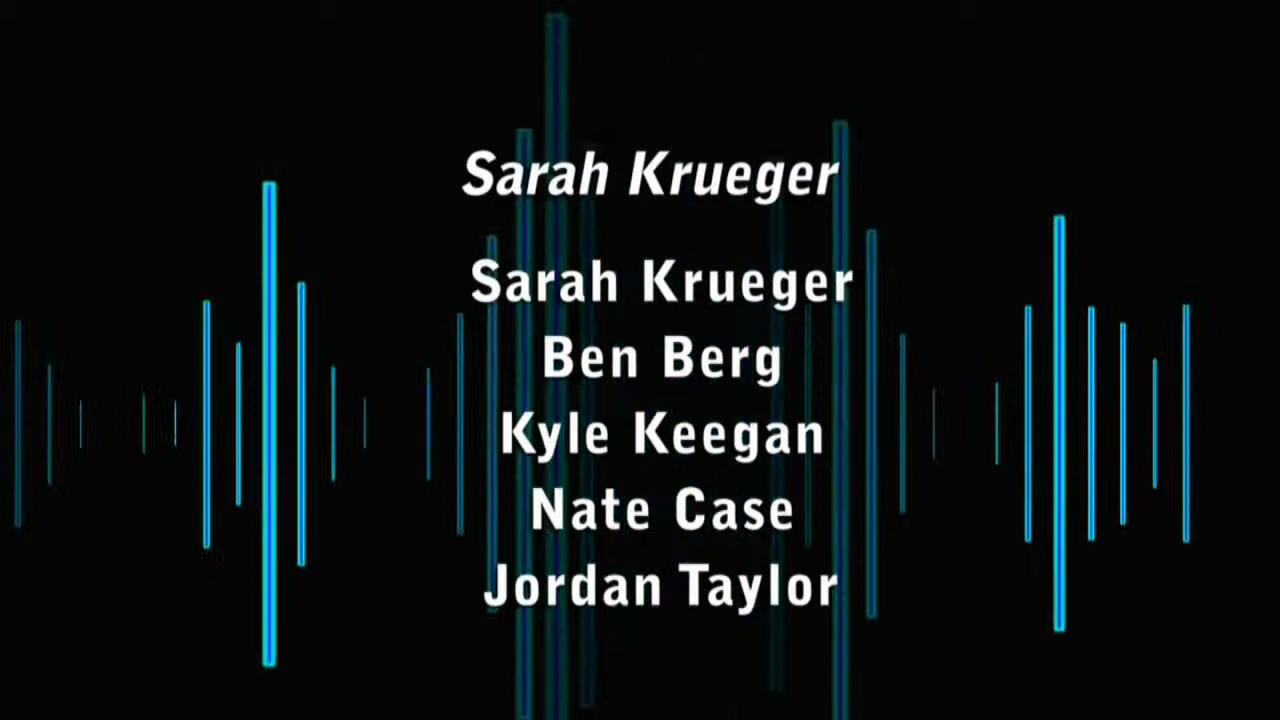 Sarah Krueger
Sarah Krueger
Ben Berg
Kyle Keegan
Nate Case
Jordan Taylor